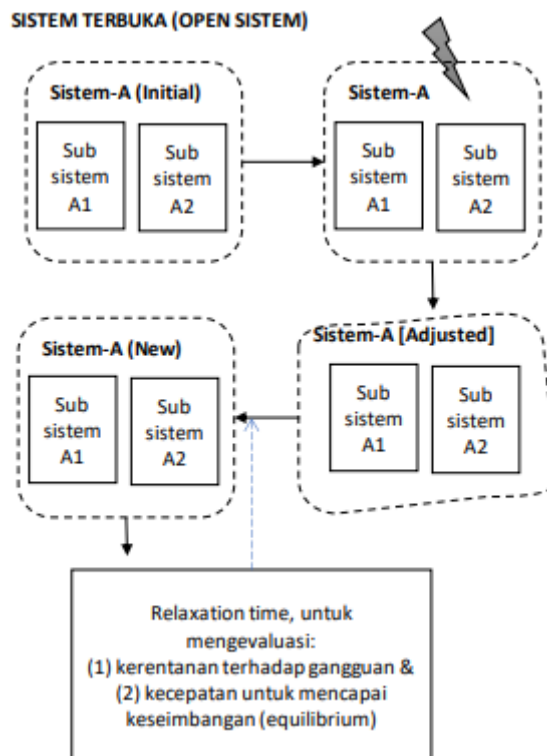 SISTEM TERBUKA (OPEN SISTEM)
Sistem-A (Initial)
Sub
sistem
A1
Sub
sistem
A2
Sistem-A
Sub
sistem
A1
Sub
sistem
A2
Sistem-A [Adjusted]
Sub
sistem
A1
Sub
sistem
A2
Sistem-A (New)
Sub
sistem
A1
Sub
sistem
A2
Relaxation time, untuk
mengevaluasi:
(1) kerentanan terhadap gangguan &
(2) kecepatan untuk mencapai
keseimbangan (equilibrium)